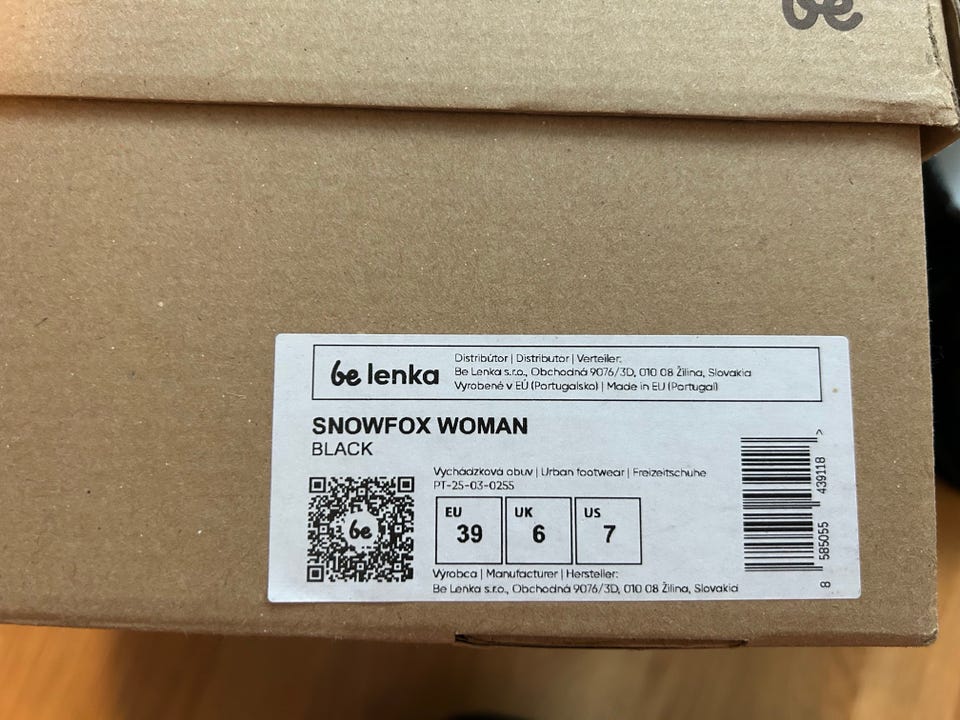 be
be lenka
Distribútor | Distributor | Verteiler:
Be Lenka s.r.o., Obchodná 9076/3D, 010 08 Žilina, Slovakia
Vyrobené v EÚ (Portugalsko) | Made in EU (Portugal)
SNOWFOX WOMAN
BLACK
Vychádzková obuv | Urban footwear | Freizeitschuhe
PT-25-03-0255
be
EU UK US
39 6 7
Výrobca | Manufacturer | Hersteller:
Be Lenka s.r.o., Obchodná 9076/3D, 010 08 Žilina, Slovakia
8 585055 439118 >